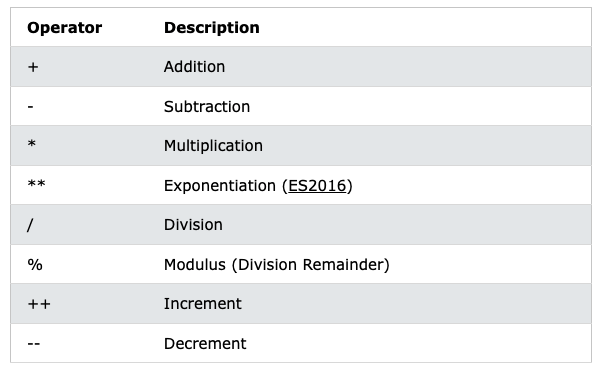 Operator Description
+ Addition
- Subtraction
* Multiplication
** Exponentiation (ES2016)
/ Division
% Modulus (Division Remainder)
++ Increment
-- Decrement